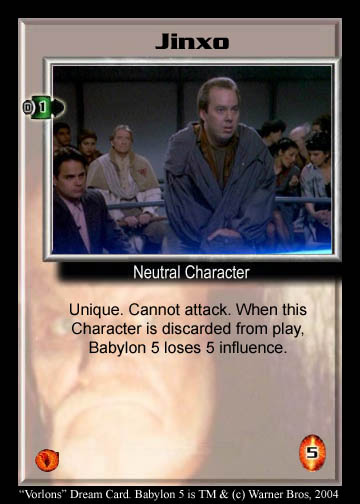 Jinxo
1
Neutral Character
Unique. Cannot attack. When this
Character is discarded from play,
Babylon 5 loses 5 influence.
5
“Vorlons” Dream Card. Babylon 5 is TM & (c) Warner Bros, 2004